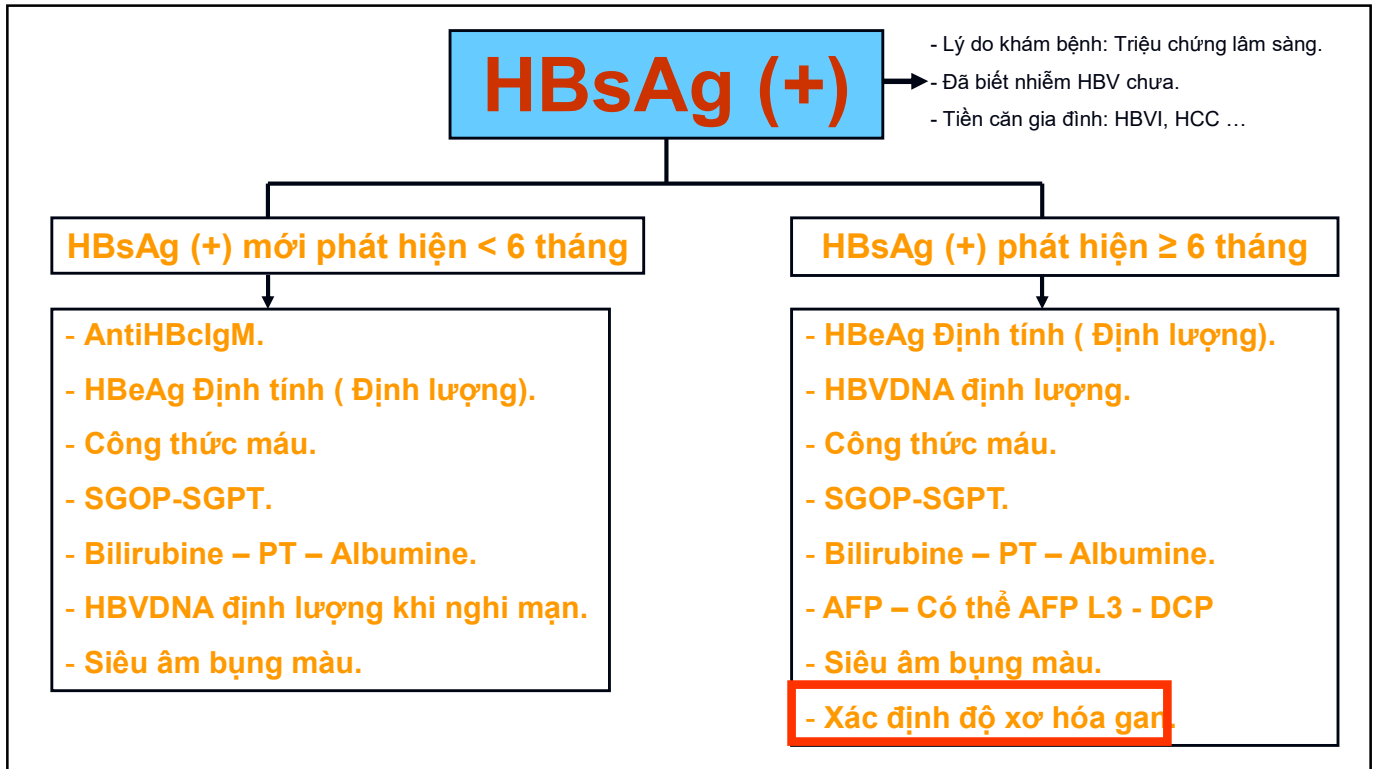 HBsAg (+)
- Lý do khám bệnh: Triệu chứng lâm sàng.
- Đã biết nhiễm HBV chưa.
- Tiền căn gia đình: HBVI, HCC …
HBsAg (+) mới phát hiện < 6 tháng
- AntiHBcIgM.
- HBeAg Định tính ( Định lượng).
- Công thức máu.
- SGOP-SGPT.
- Bilirubine – PT – Albumine.
- HBVDNA định lượng khi nghi mạn.
- Siêu âm bụng màu.
HBsAg (+) phát hiện ≥ 6 tháng
- HBeAg Định tính ( Định lượng).
- HBVDNA định lượng.
- Công thức máu.
- SGOP-SGPT.
- Bilirubine – PT – Albumine.
- AFP – Có thể AFP L3 - DCP
- Siêu âm bụng màu.
- Xác định độ xơ hóa gan.